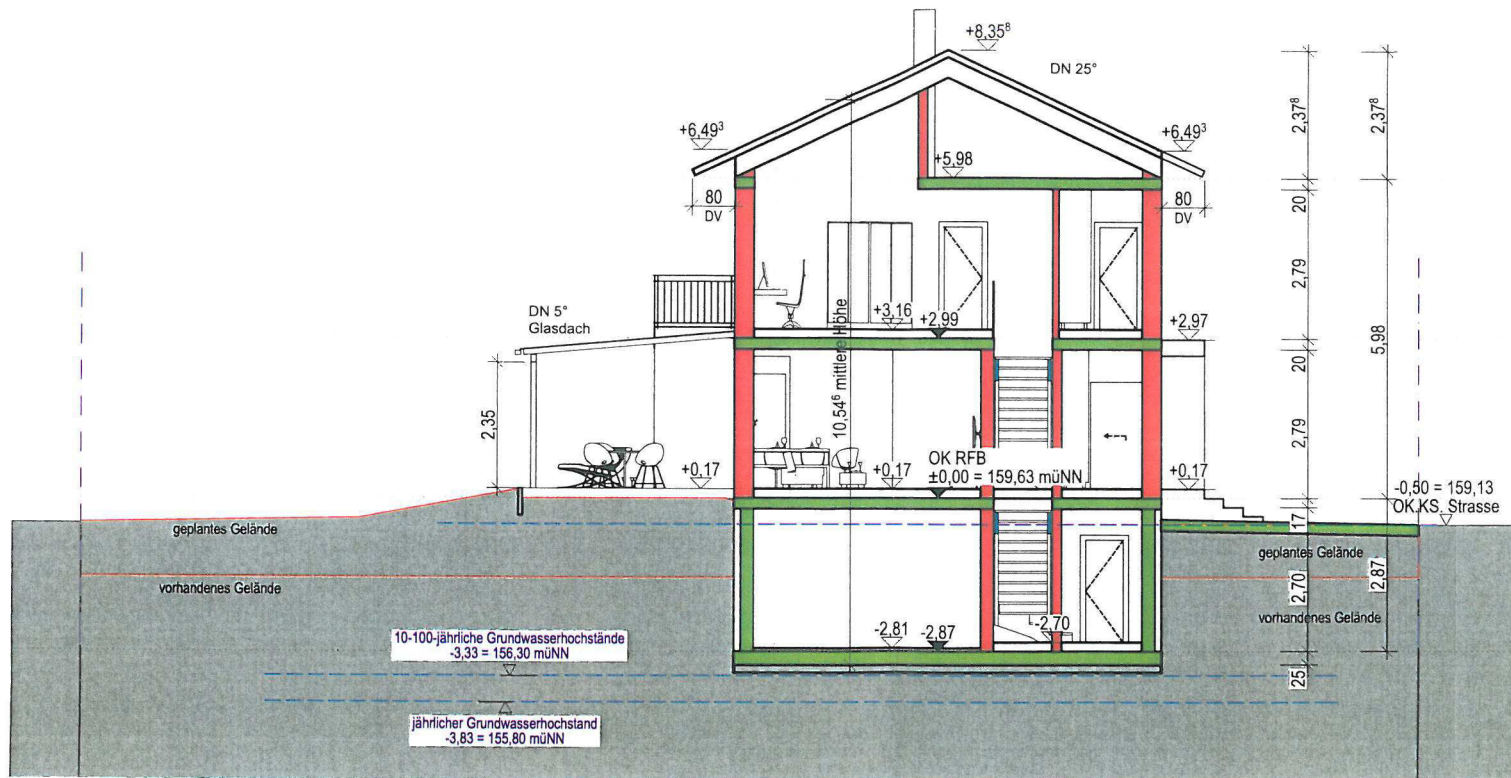 +8,35⁸
DN 25°
+6,49³
+6,49³
2,37⁸
2,37⁸
+5,98
80
DV
80
DV
20
2,79
DN 5°
Glasdach
+3,16
+2,99
+2,97
10,54⁶ mittlere Höhe
5,98
20
2,35
2,79
OK RFB
±0,00 = 159,63 müNN
+0,17
+0,17
+0,17
-0,50 = 159,13
OK.KS. Strasse
geplantes Gelände
17
geplantes Gelände
vorhandenes Gelände
2,70
2,87
vorhandenes Gelände
-2,81
-2,87
-2,70
10-100-jährliche Grundwasserhochstände
-3,33 = 156,30 müNN
25
jährlicher Grundwasserhochstand
-3,83 = 155,80 müNN